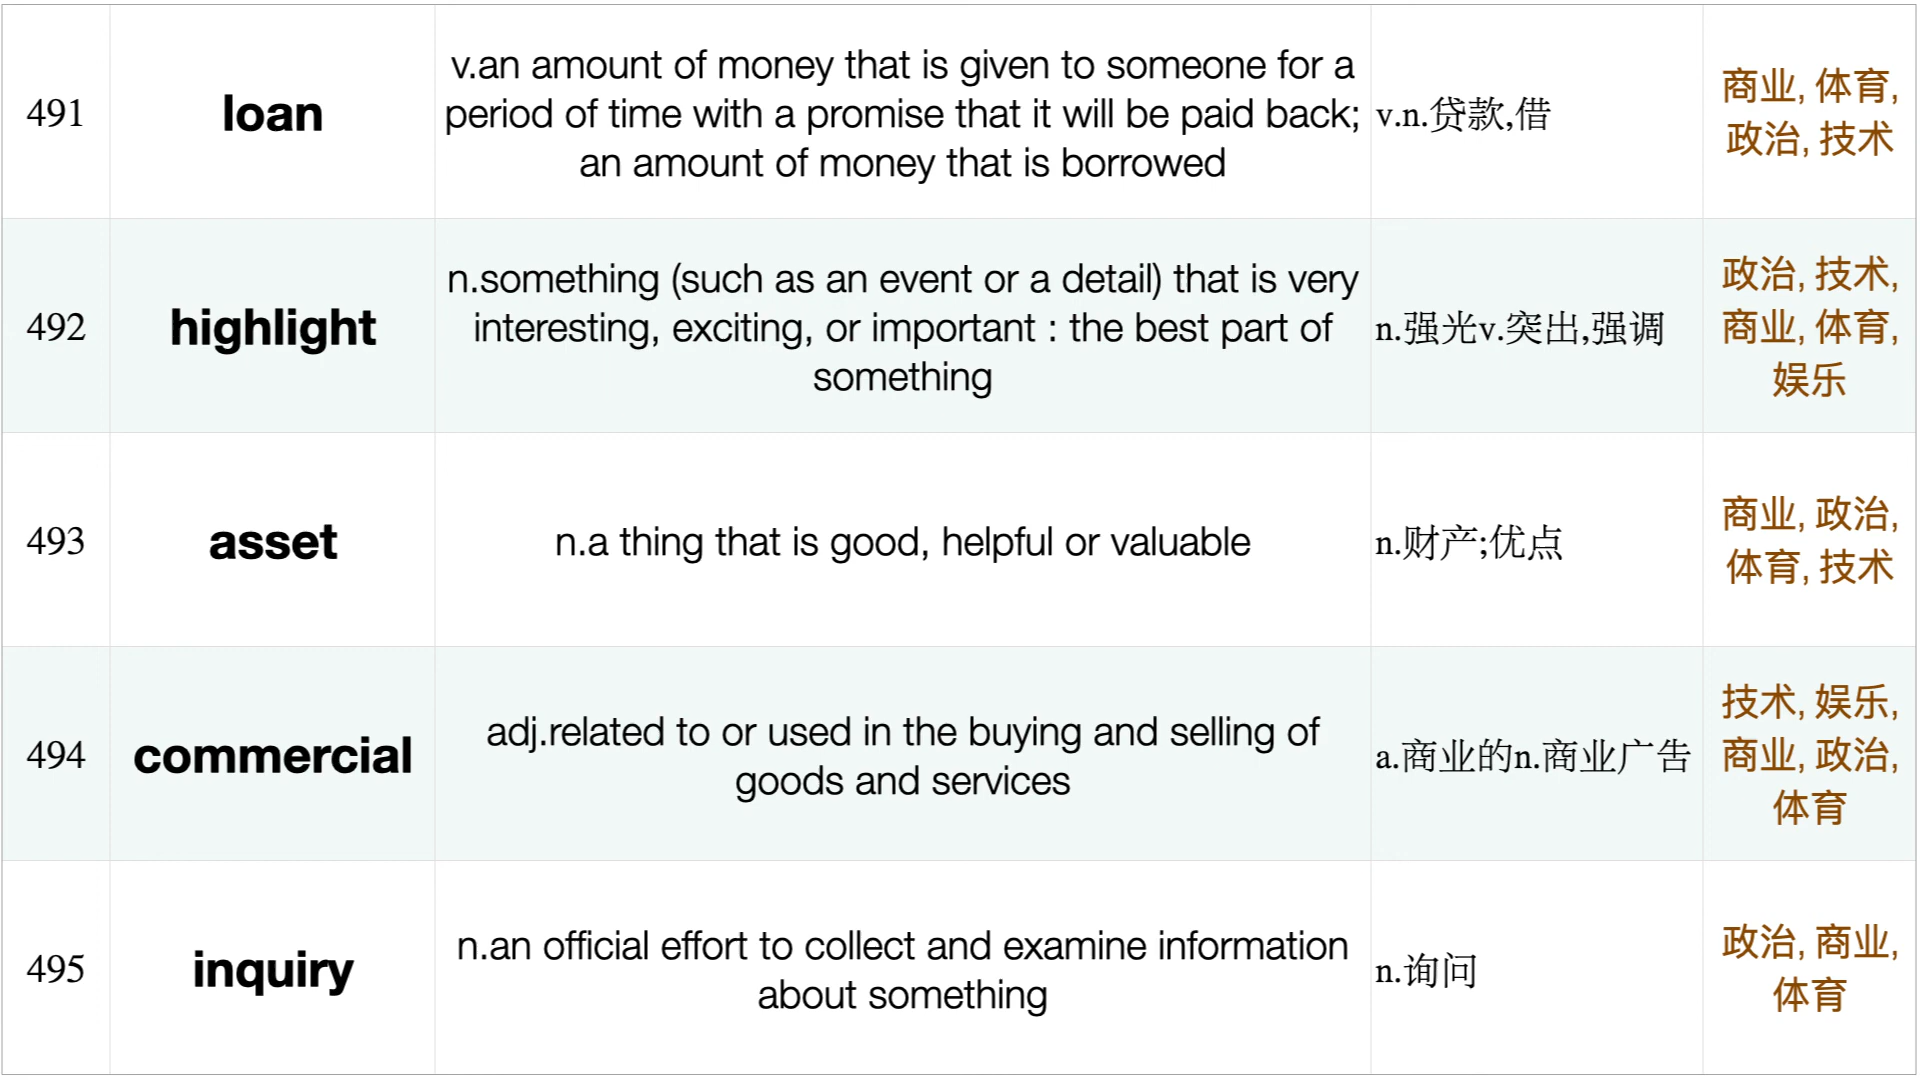 491
loan
v.an amount of money that is given to someone for a
period of time with a promise that it will be paid back;
an amount of money that is borrowed
v.n.贷款,借
商业, 体育,
政治, 技术
492
highlight
n.something (such as an event or a detail) that is very
interesting, exciting, or important : the best part of
something
n.强光v.突出,强调
政治, 技术,
商业, 体育,
娱乐
493
asset
n.a thing that is good, helpful or valuable
n.财产;优点
商业, 政治,
体育, 技术
494
commercial
adj.related to or used in the buying and selling of
goods and services
a.商业的n.商业广告
技术, 娱乐,
商业, 政治,
体育
495
inquiry
n.an official effort to collect and examine information
about something
n.询问
政治, 商业,
体育